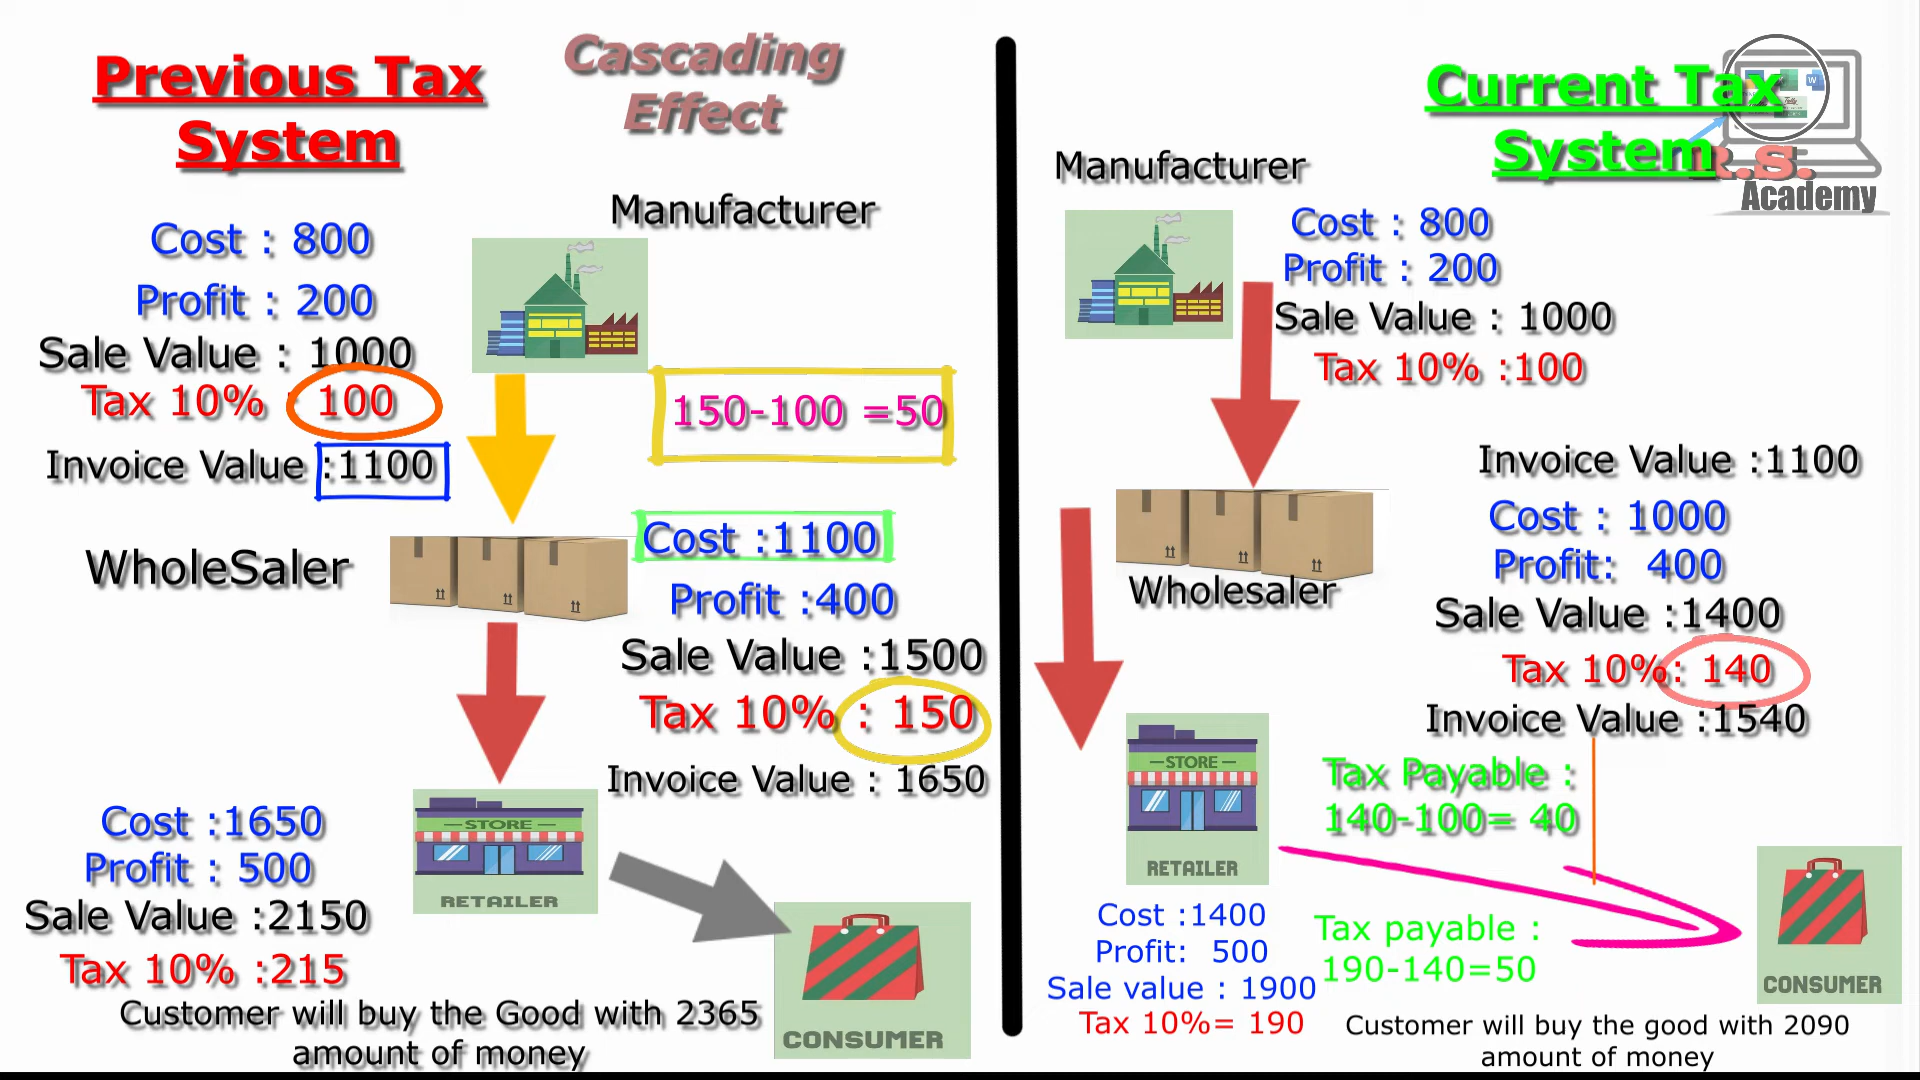 Previous Tax
System
Cascading
Effect
Manufacturer
Cost : 800
Profit : 200
Sale Value : 1000
Tax 10% : 100
Invoice Value :1100
150-100 =50
WholeSaler
Cost :1100
Profit :400
Sale Value :1500
Tax 10% : 150
Invoice Value : 1650
Cost :1650
Profit : 500
Sale Value :2150
Tax 10% :215
STORE
RETAILER
CONSUMER
Customer will buy the Good with 2365
amount of money
Current Tax
System
R.S.
Academy
Manufacturer
Cost : 800
Profit : 200
Sale Value : 1000
Tax 10% :100
Invoice Value :1100
Wholesaler
Cost : 1000
Profit: 400
Sale Value :1400
Tax 10%: 140
Invoice Value :1540
Tax Payable :
140-100= 40
STORE
RETAILER
Cost :1400
Profit: 500
Sale value : 1900
Tax 10%= 190
Tax payable :
190-140=50
CONSUMER
Customer will buy the good with 2090
amount of money